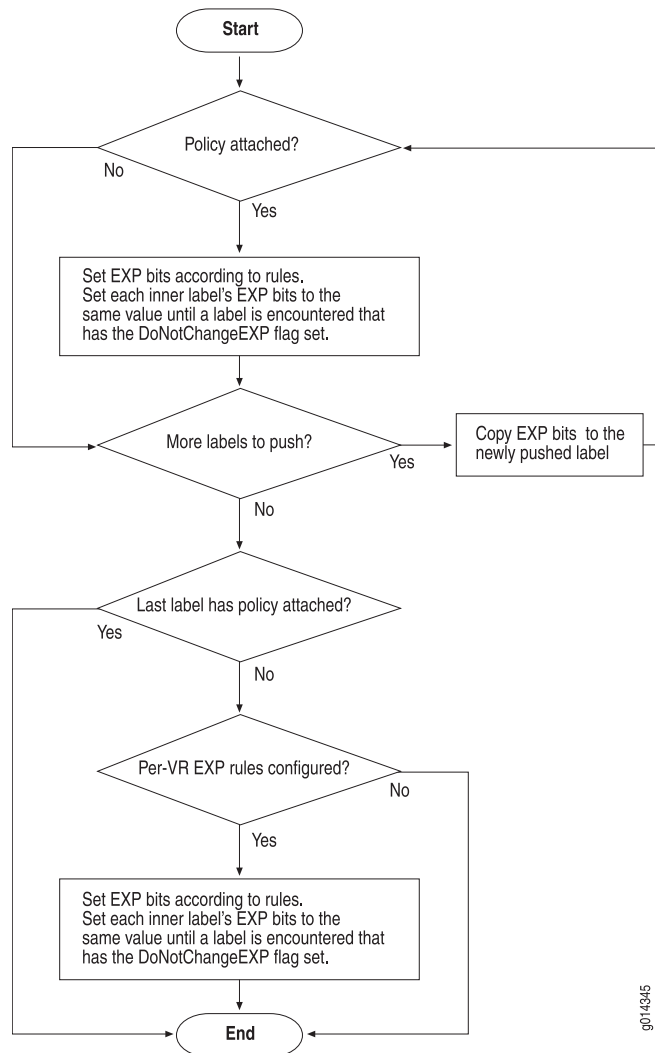 Start
Policy attached?
No
Yes
Set EXP bits according to rules.
Set each inner label's EXP bits to the
same value until a label is encountered that
has the DoNotChangeEXP flag set.
More labels to push?
Yes
Copy EXP bits to the
newly pushed label
No
Last label has policy attached?
Yes
No
Per-VR EXP rules configured?
No
Yes
Set EXP bits according to rules.
Set each inner label's EXP bits to the
same value until a label is encountered that
has the DoNotChangeEXP flag set.
End
g014345